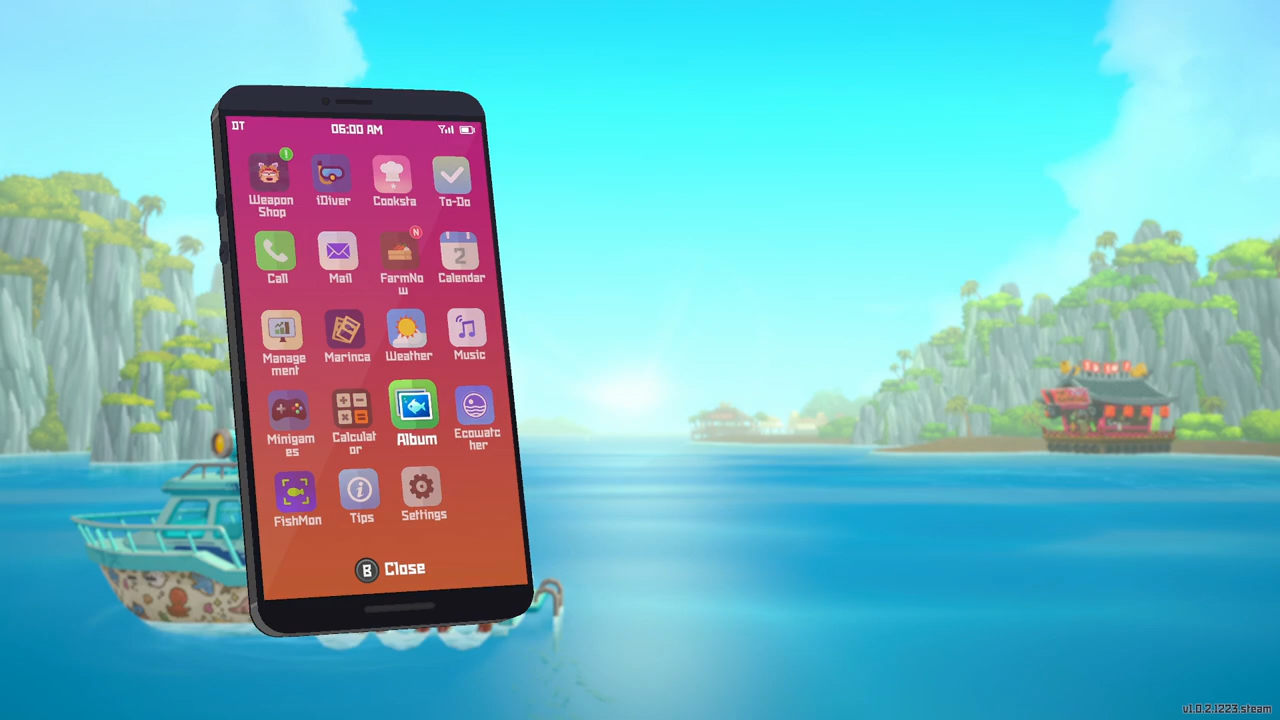 DT
06:00 AM
!
Weapon
Shop
iDiver
Cooksta
To-Do
N
2
Call
Mail
FarmNo
w
Calendar
Manage
ment
Marinca
Weather
Music
Minigam
es
Calculat
or
Album
Ecowatc
her
FishMon
Tips
Settings
B Close
v1.0.2.1223.steam